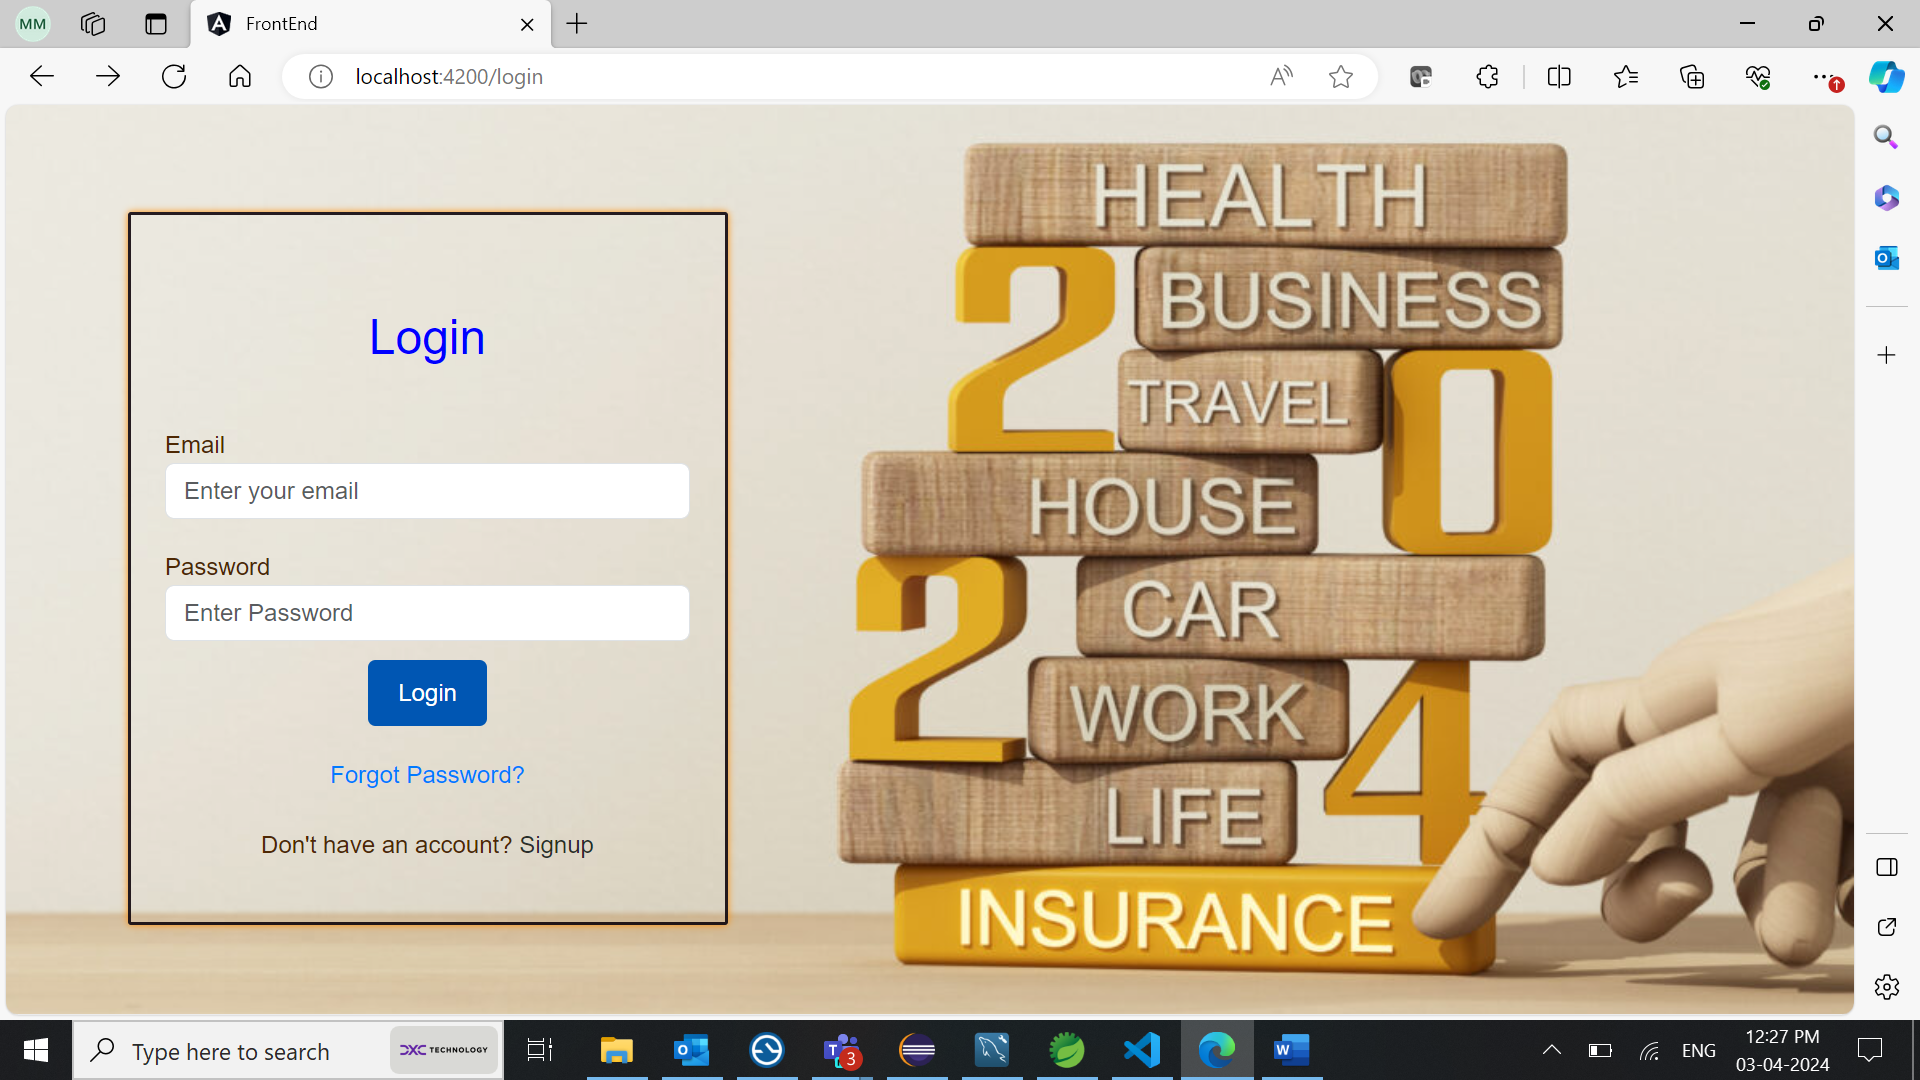 MM
FrontEnd
localhost:4200/login
HEALTH
2 BUSINESS
TRAVEL 0
HOUSE
2 CAR
WORK 4
LIFE
INSURANCE
Login
Email
Enter your email
Password
Enter Password
Login
Forgot Password?
Don't have an account? Signup
Type here to search
DXC TECHNOLOGY
3
ENG
12:27 PM
03-04-2024